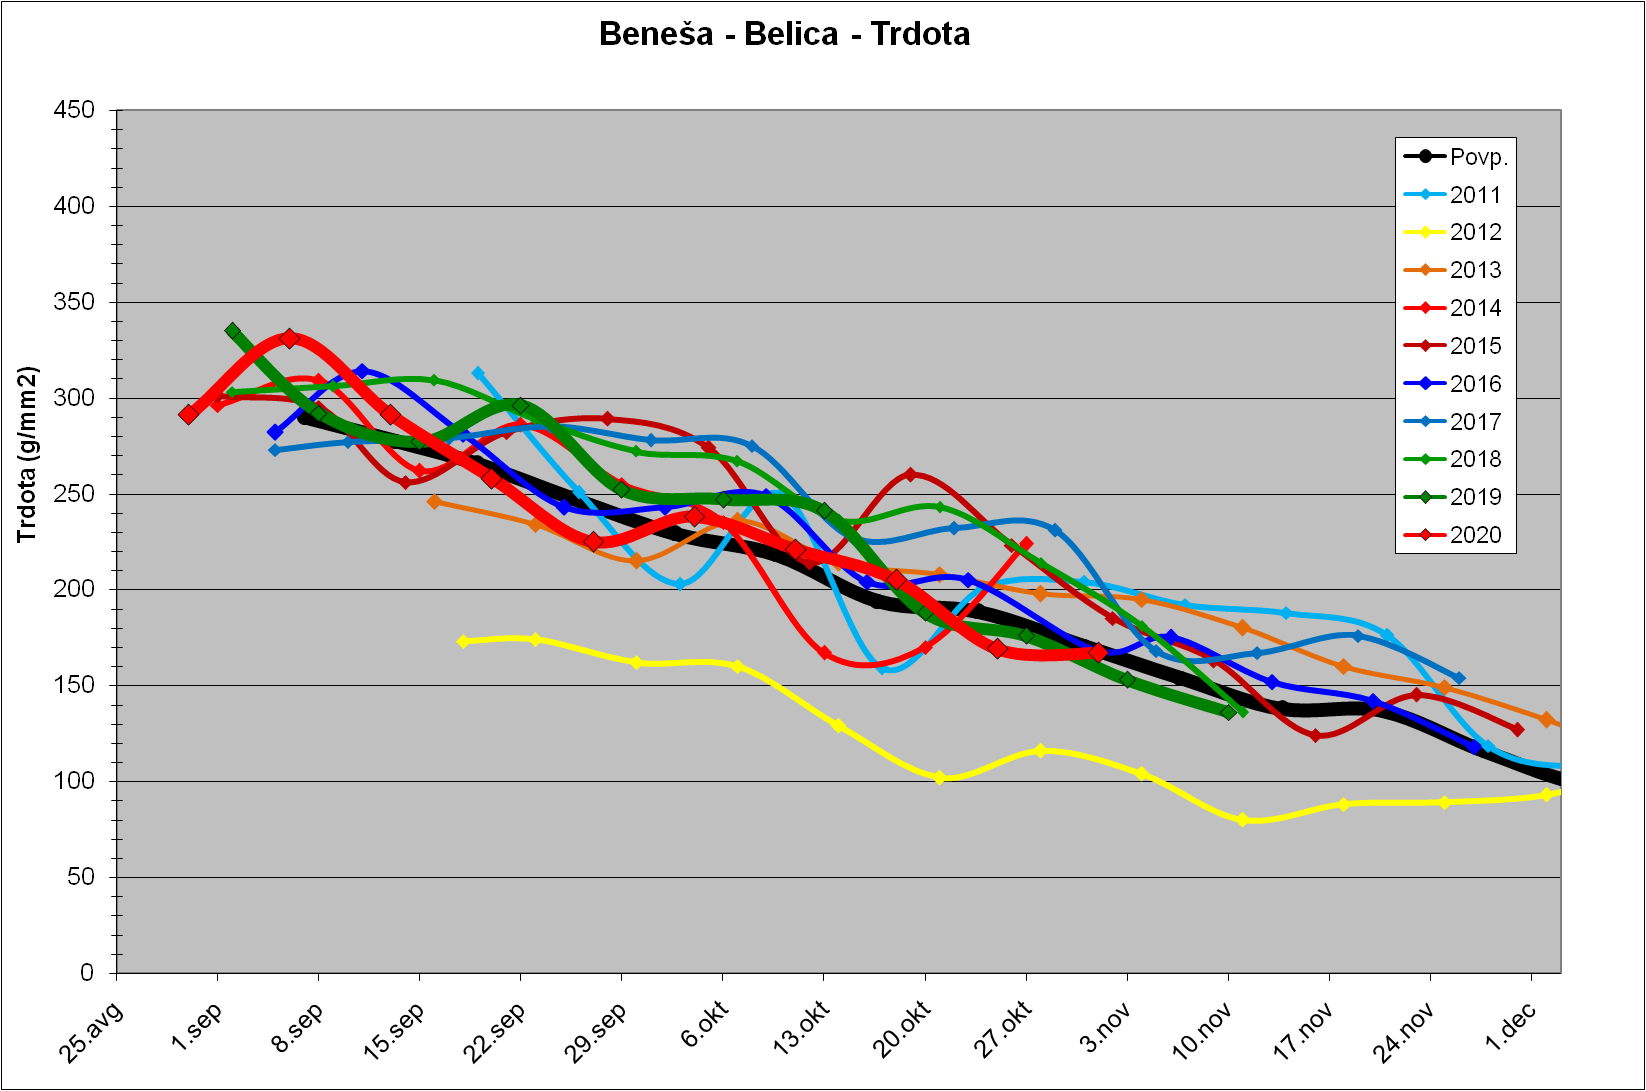 Beneša - Belica - Trdota
Trdota (g/mm2)
450
400
350
300
250
200
150
100
50
0
25.avg
1.sep
8.sep
15.sep
22.sep
29.sep
6.okt
13.okt
20.okt
27.okt
3.nov
10.nov
17.nov
24.nov
1.dec
Povp.
2011
2012
2013
2014
2015
2016
2017
2018
2019
2020